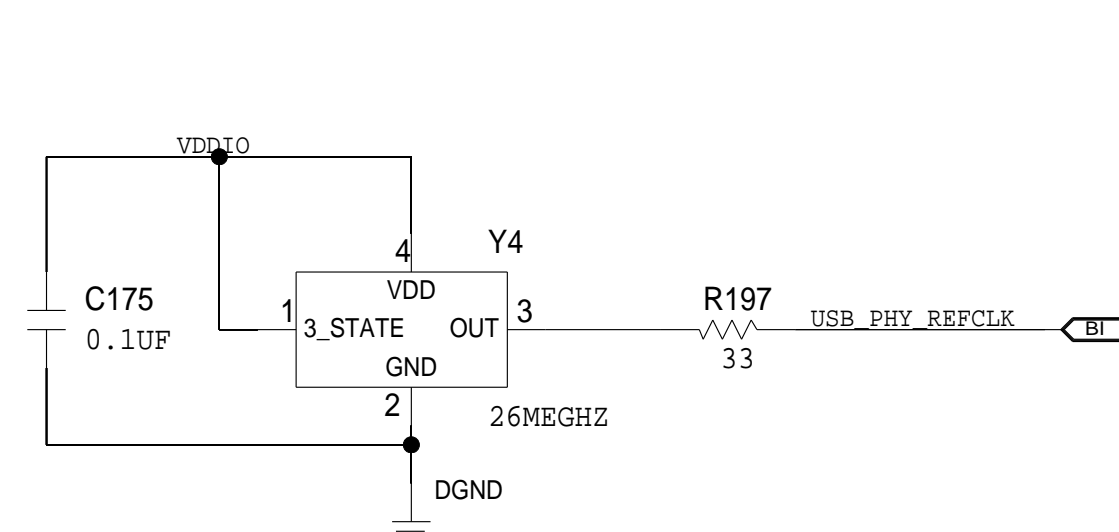 VDDIO
4
Y4
VDD
C175
0.1UF
1
3_STATE
OUT
3
R197
33
USB_PHY_REFCLK
BI
GND
2
26MEGHZ
DGND